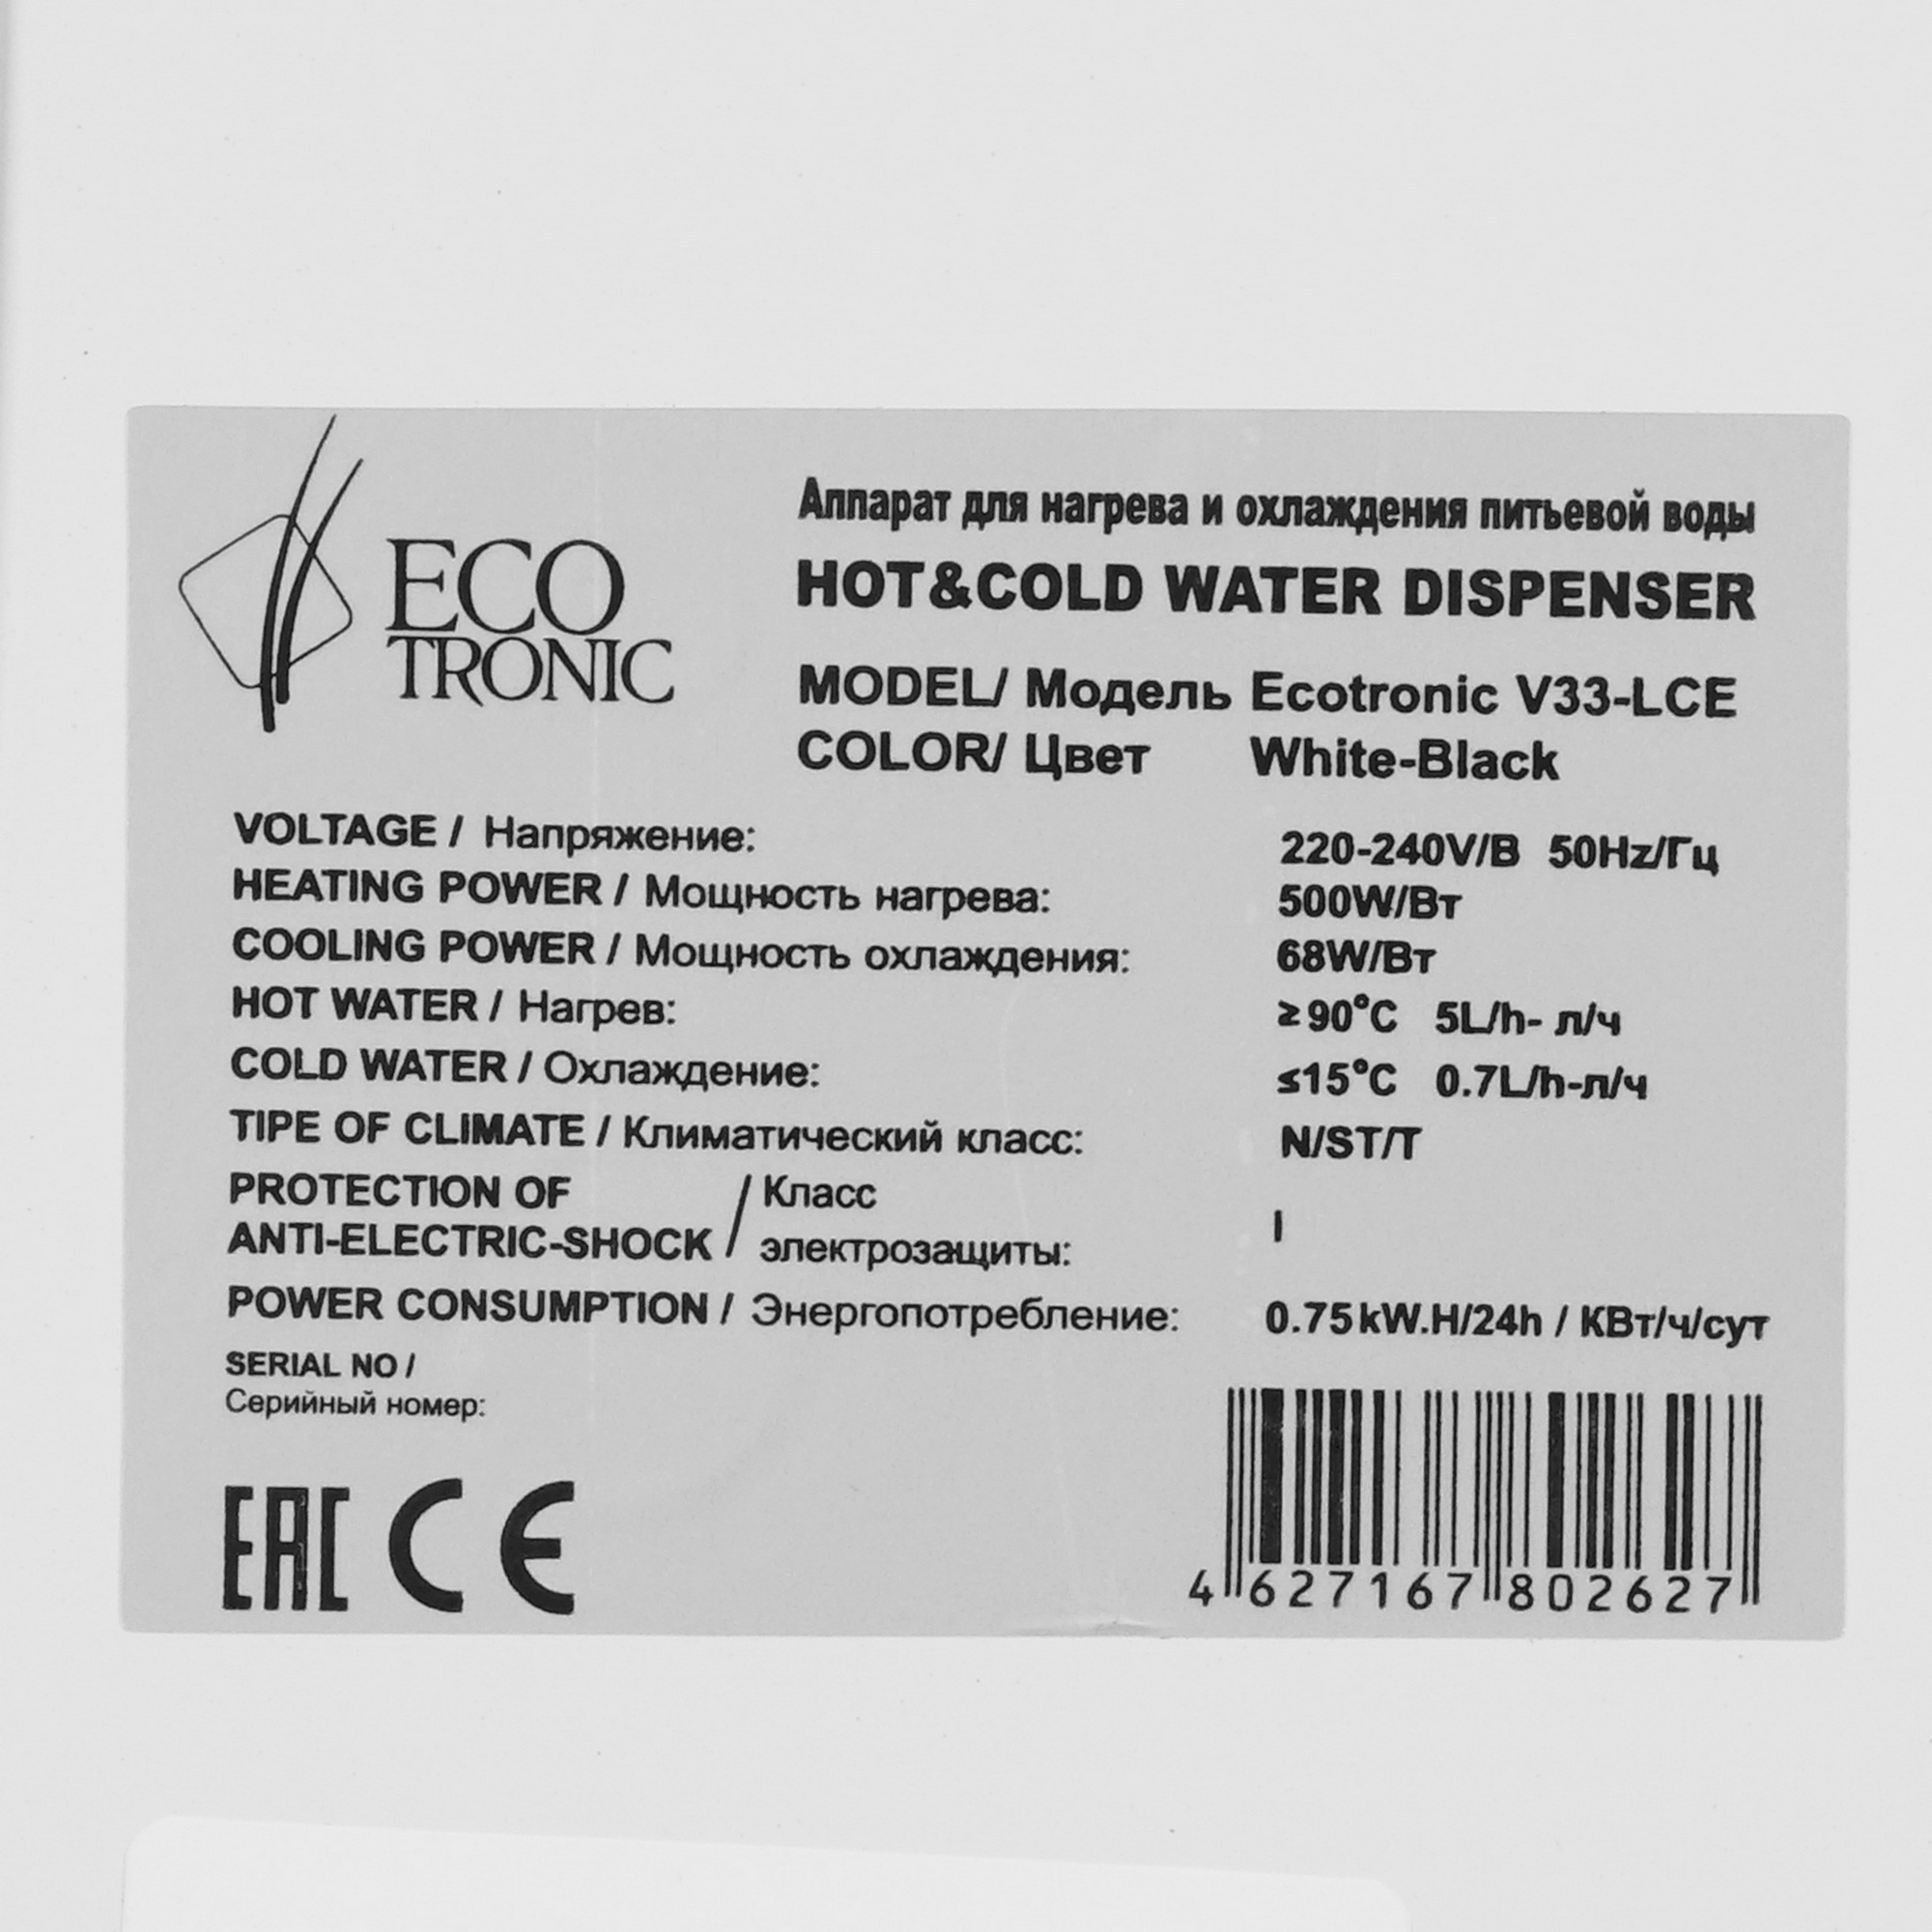 ECO
TRONIC
Аппарат для нагрева и охлаждения питьевой воды
HOT&COLD WATER DISPENSER
MODEL/ Модель Ecotronic V33-LCE
COLOR/ Цвет White-Black
VOLTAGE / Напряжение: 220-240V/В 50Hz/Гц
HEATING POWER / Мощность нагрева: 500W/Вт
COOLING POWER / Мощность охлаждения: 68W/Вт
HOT WATER / Нагрев: ≥90°C 5L/h- л/ч
COLD WATER / Охлаждение: ≤15°C 0.7L/h-л/ч
TIPE OF CLIMATE / Климатический класс: N/ST/T
PROTECTION OF / Класс
ANTI-ELECTRIC-SHOCK электрозащиты: I
POWER CONSUMPTION / Энергопотребление: 0.75kW.H/24h / КВт/ч/сут
SERIAL NO /
Серийный номер:
EAC CE
4 627167 802627